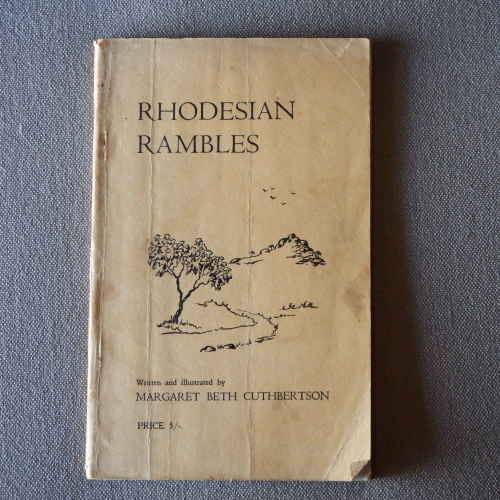 RHODESIAN
RAMBLES
Written and illustrated by
MARGARET BETH CUTHBERTSON
PRICE 5/-